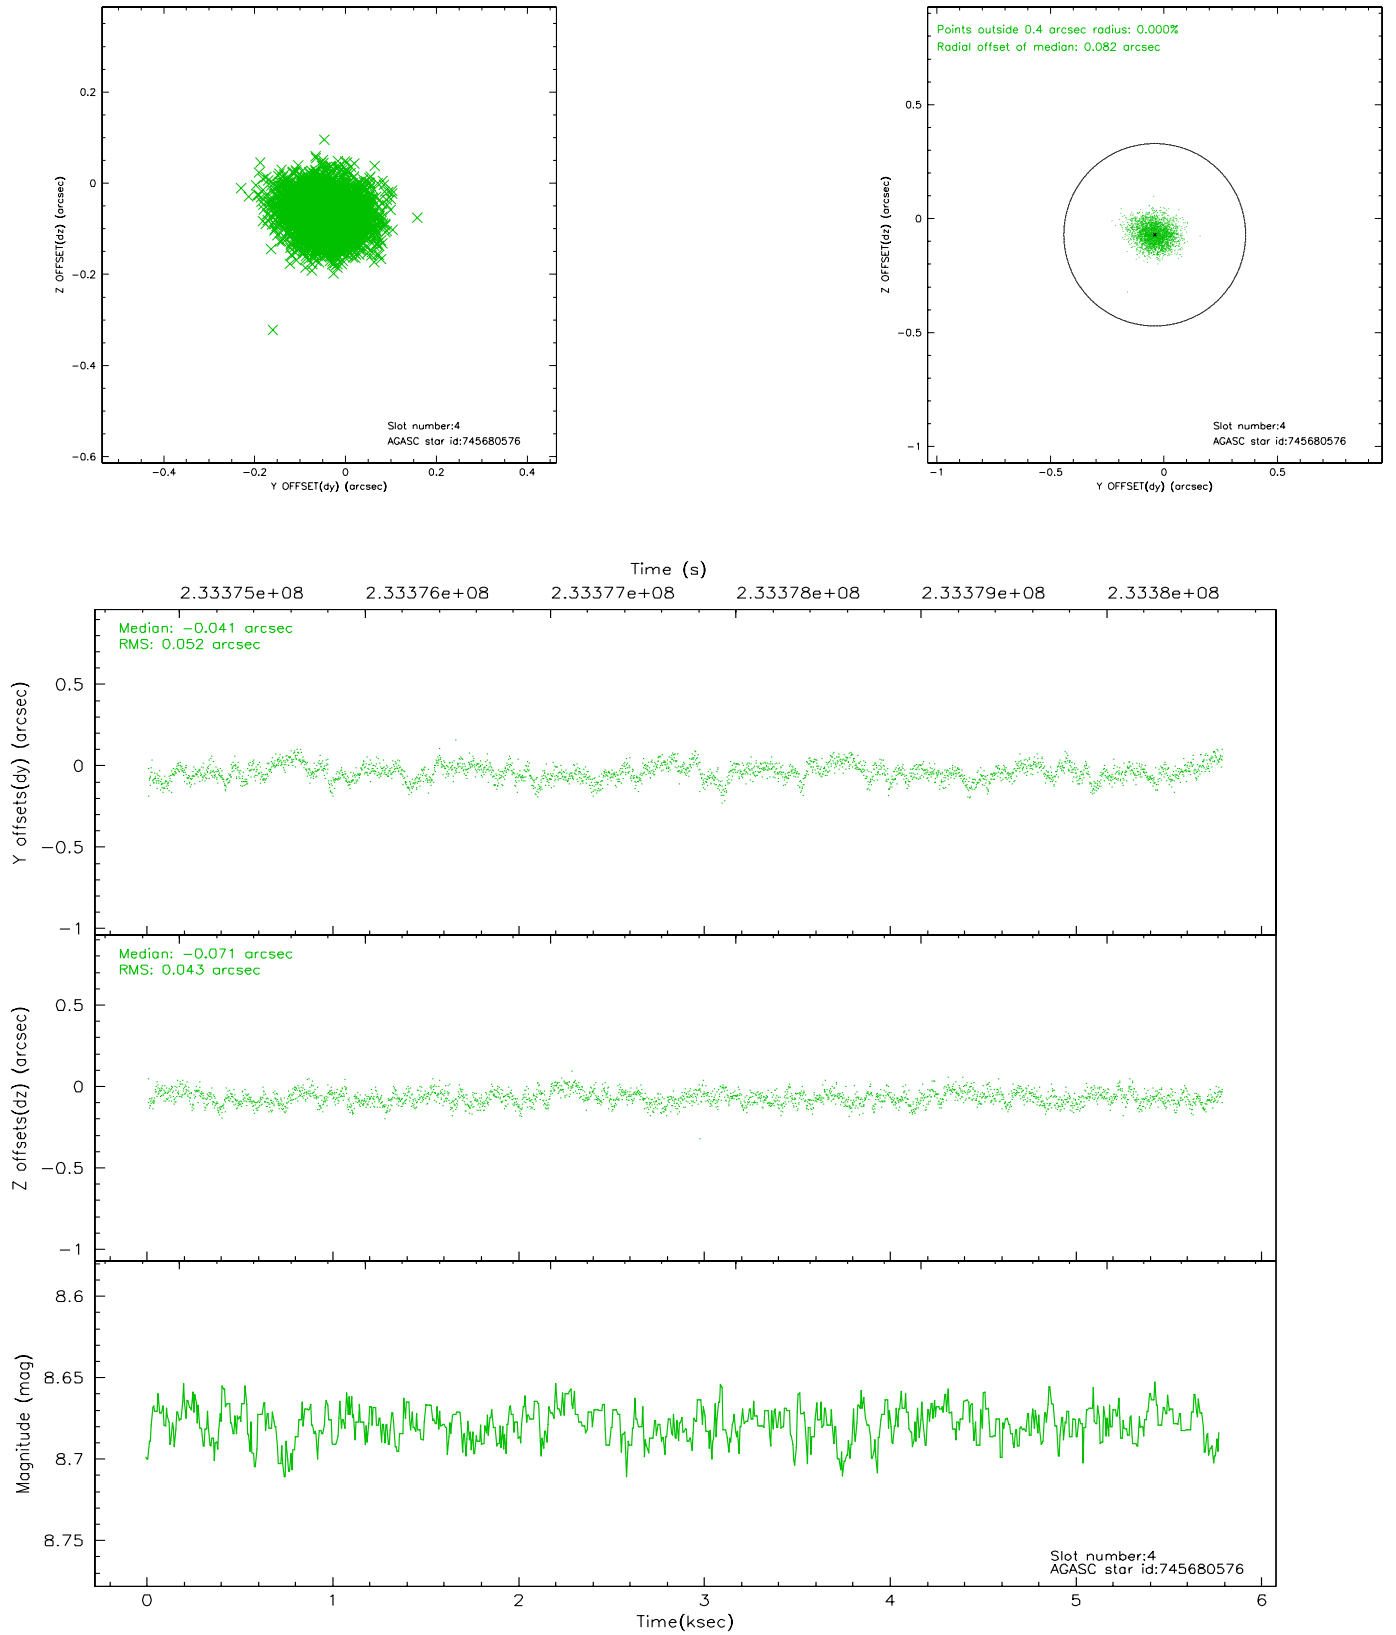 0.2
0
−0.2
−0.4
−0.6
Z OFFSET(dz) (arcsec)
Slot number:4
AGASC star id:745680576
−0.4 −0.2 0 0.2 0.4
Y OFFSET(dy) (arcsec)
Points outside 0.4 arcsec radius: 0.000%
Radial offset of median: 0.082 arcsec
0.5
0
−0.5
−1
Z OFFSET(dz) (arcsec)
Slot number:4
AGASC star id:745680576
−1 −0.5 0 0.5
Y OFFSET(dy) (arcsec)
Time (s)
2.33375e+08 2.33376e+08 2.33377e+08 2.33378e+08 2.33379e+08 2.3338e+08
Median: −0.041 arcsec
RMS: 0.052 arcsec
0.5
0
−0.5
−1
Y offsets(dy) (arcsec)
Median: −0.071 arcsec
RMS: 0.043 arcsec
0.5
0
−0.5
−1
Z offsets(dz) (arcsec)
8.6
8.65
8.7
8.75
Magnitude (mag)
Slot number:4
AGASC star id:745680576
0 1 2 3 4 5 6
Time(ksec)